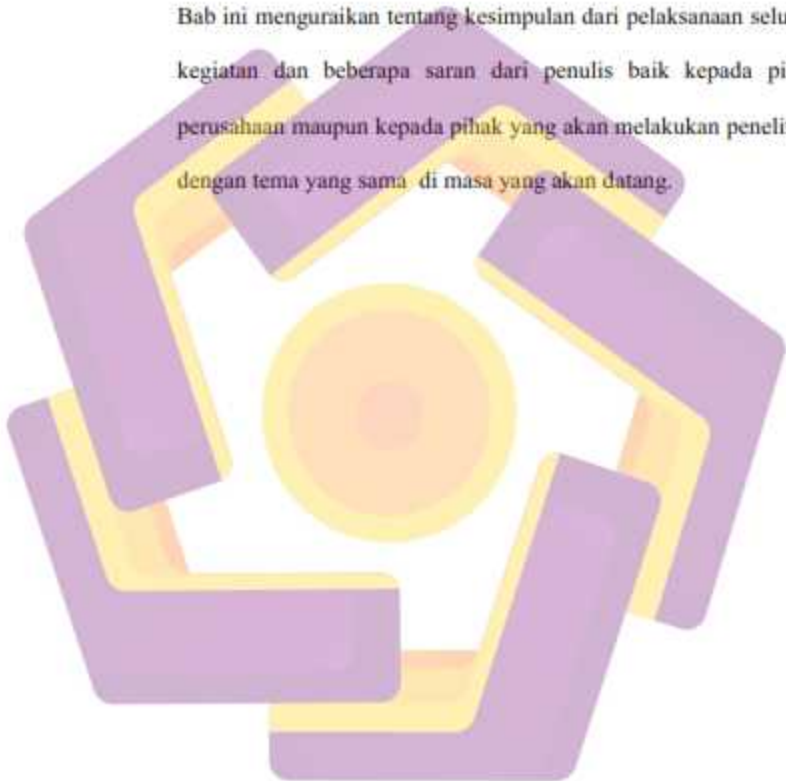 Bab ini menguraikan tentang kesimpulan dari pelaksanaan selu
kegiatan dan beberapa saran dari penulis baik kepada pi
perusahaan maupun kepada pihak yang akan melakukan penelit
dengan tema yang sama di masa yang akan datang.